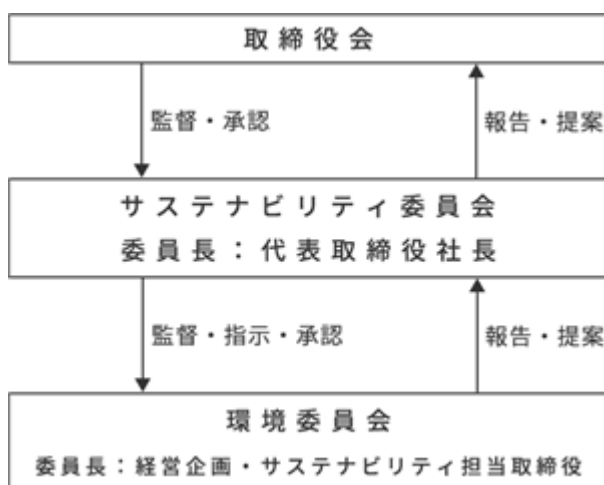 取締役会
監督・承認
報告・提案
サステナビリティ委員会
委員長：代表取締役社長
監督・指示・承認
報告・提案
環境委員会
委員長：経営企画・サステナビリティ担当取締役